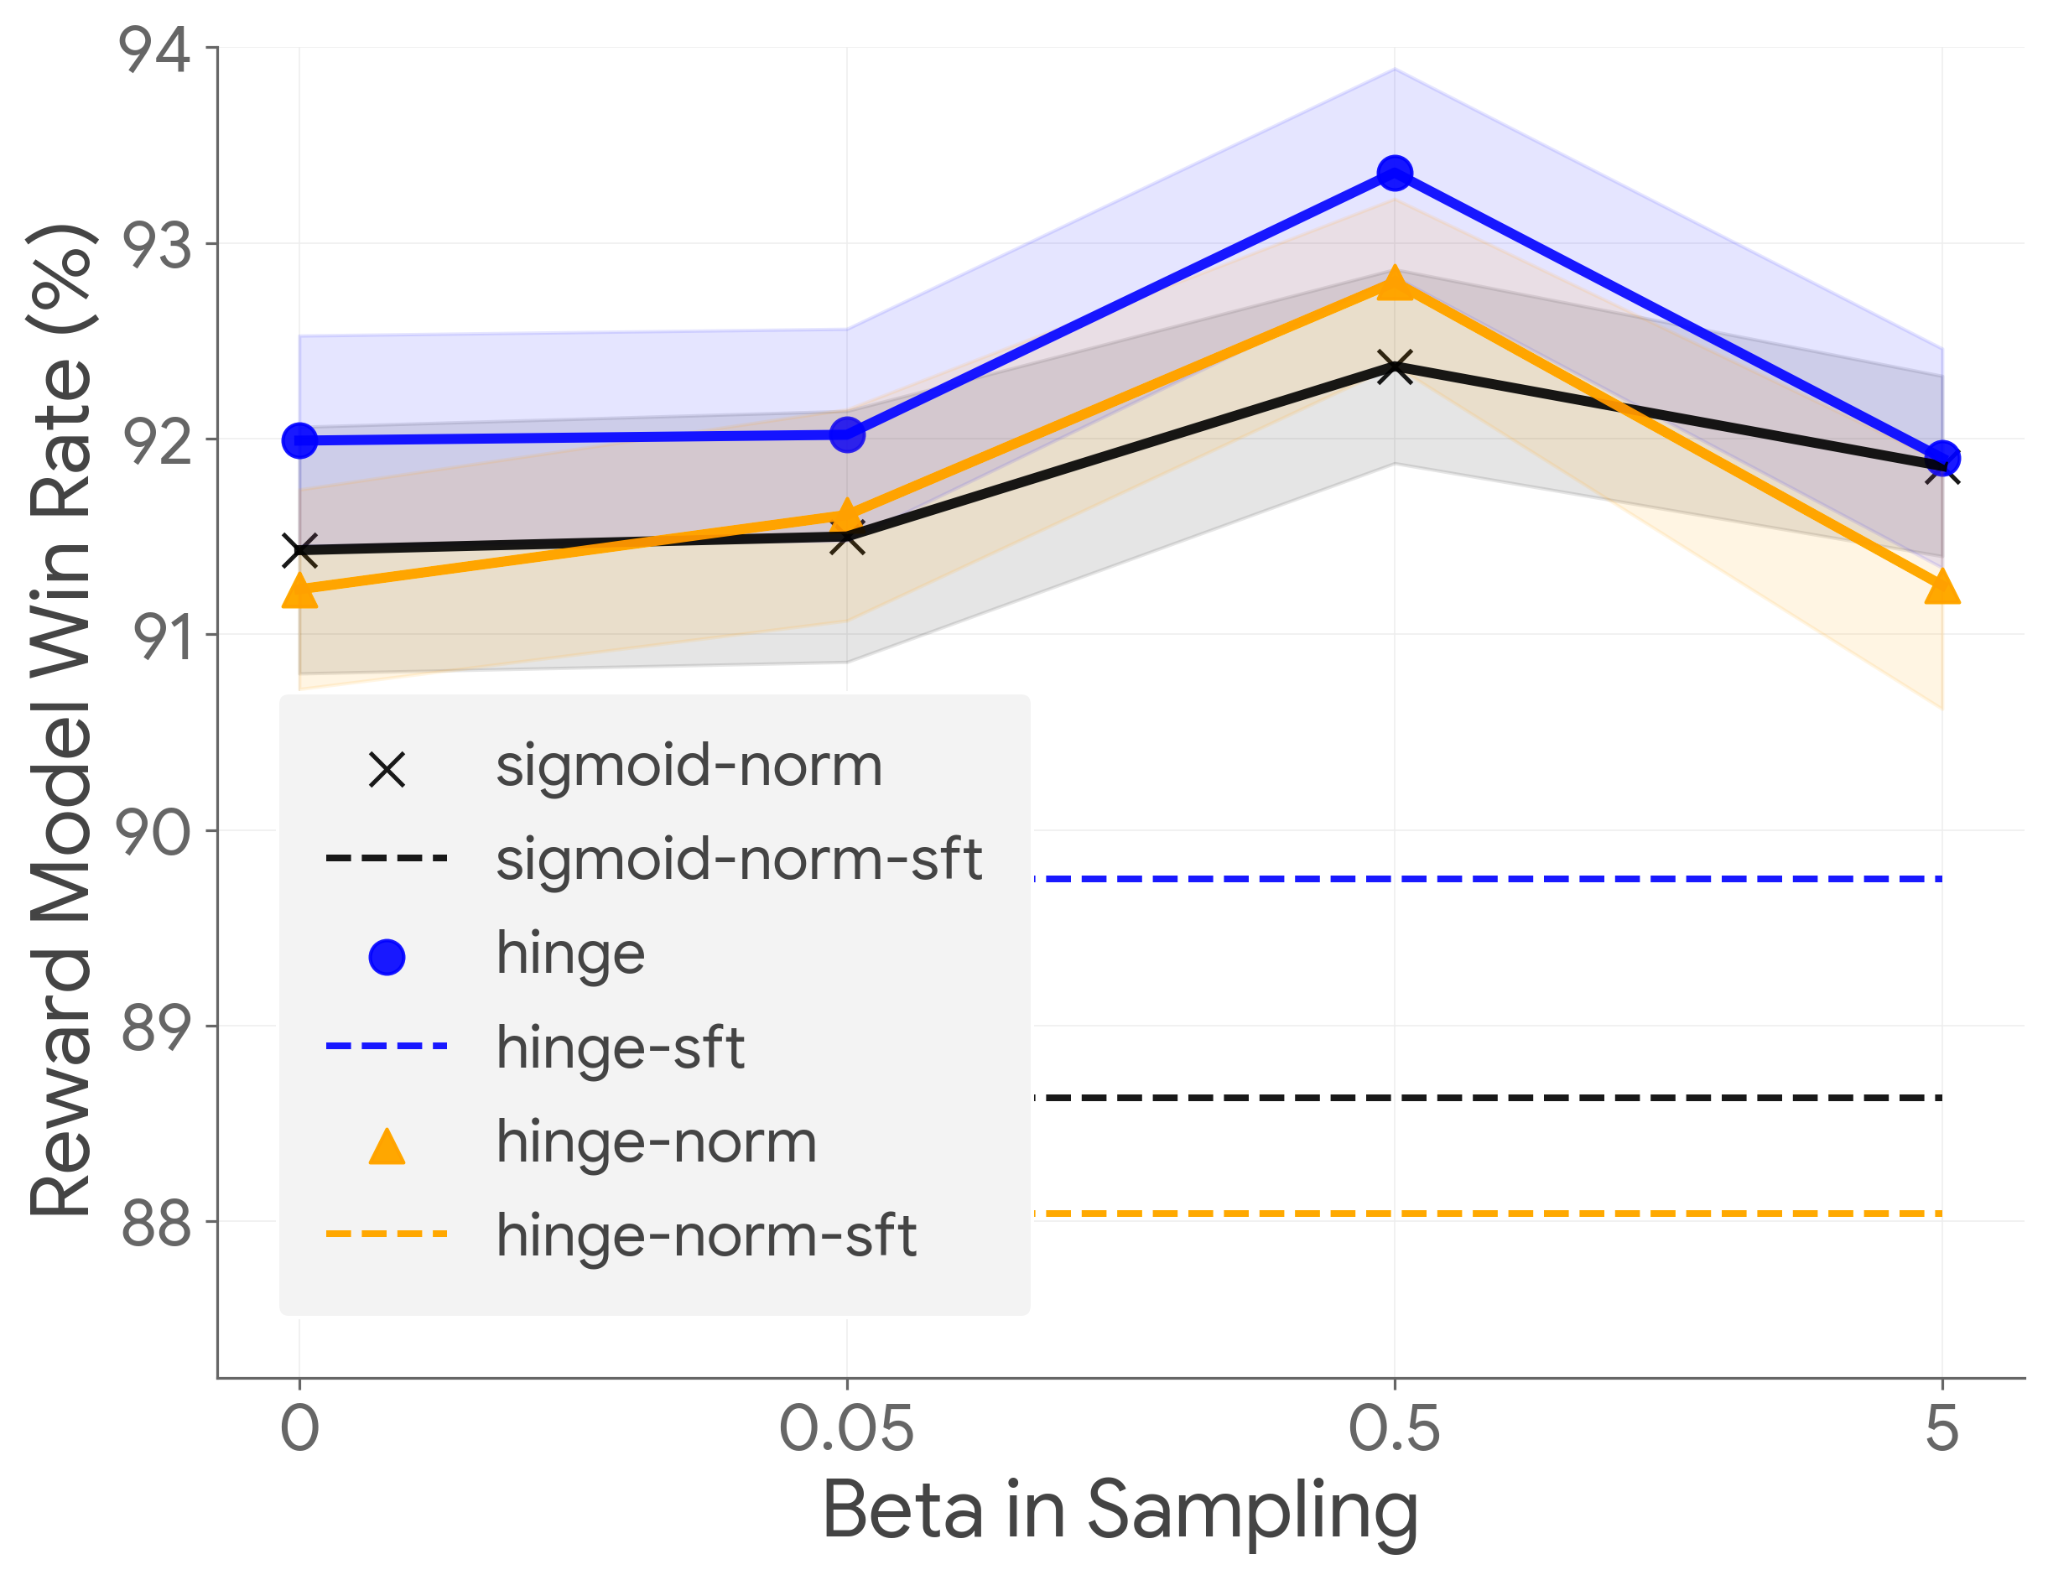 Reward Model Win Rate (%)
94
93
92
91
90
89
88
sigmoid-norm
sigmoid-norm-sft
hinge
hinge-sft
hinge-norm
hinge-norm-sft
0 0.05 0.5 5
Beta in Sampling